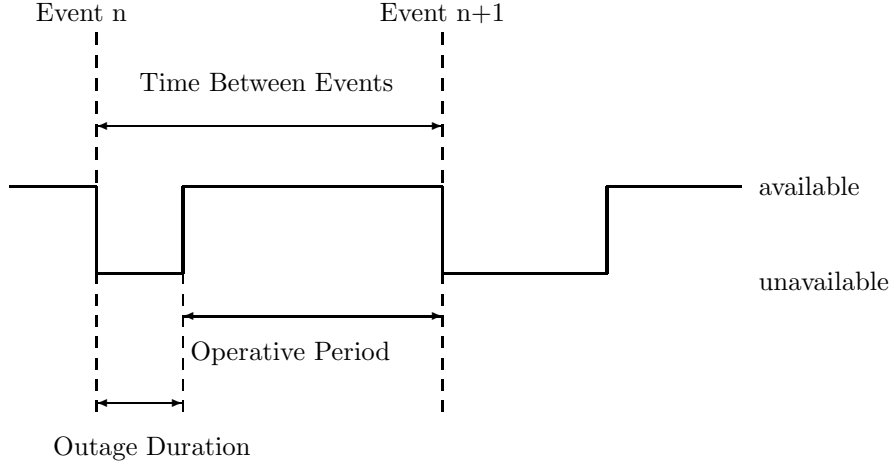 Event n
Event n+1
Time Between Events
available
unavailable
Operative Period
Outage Duration